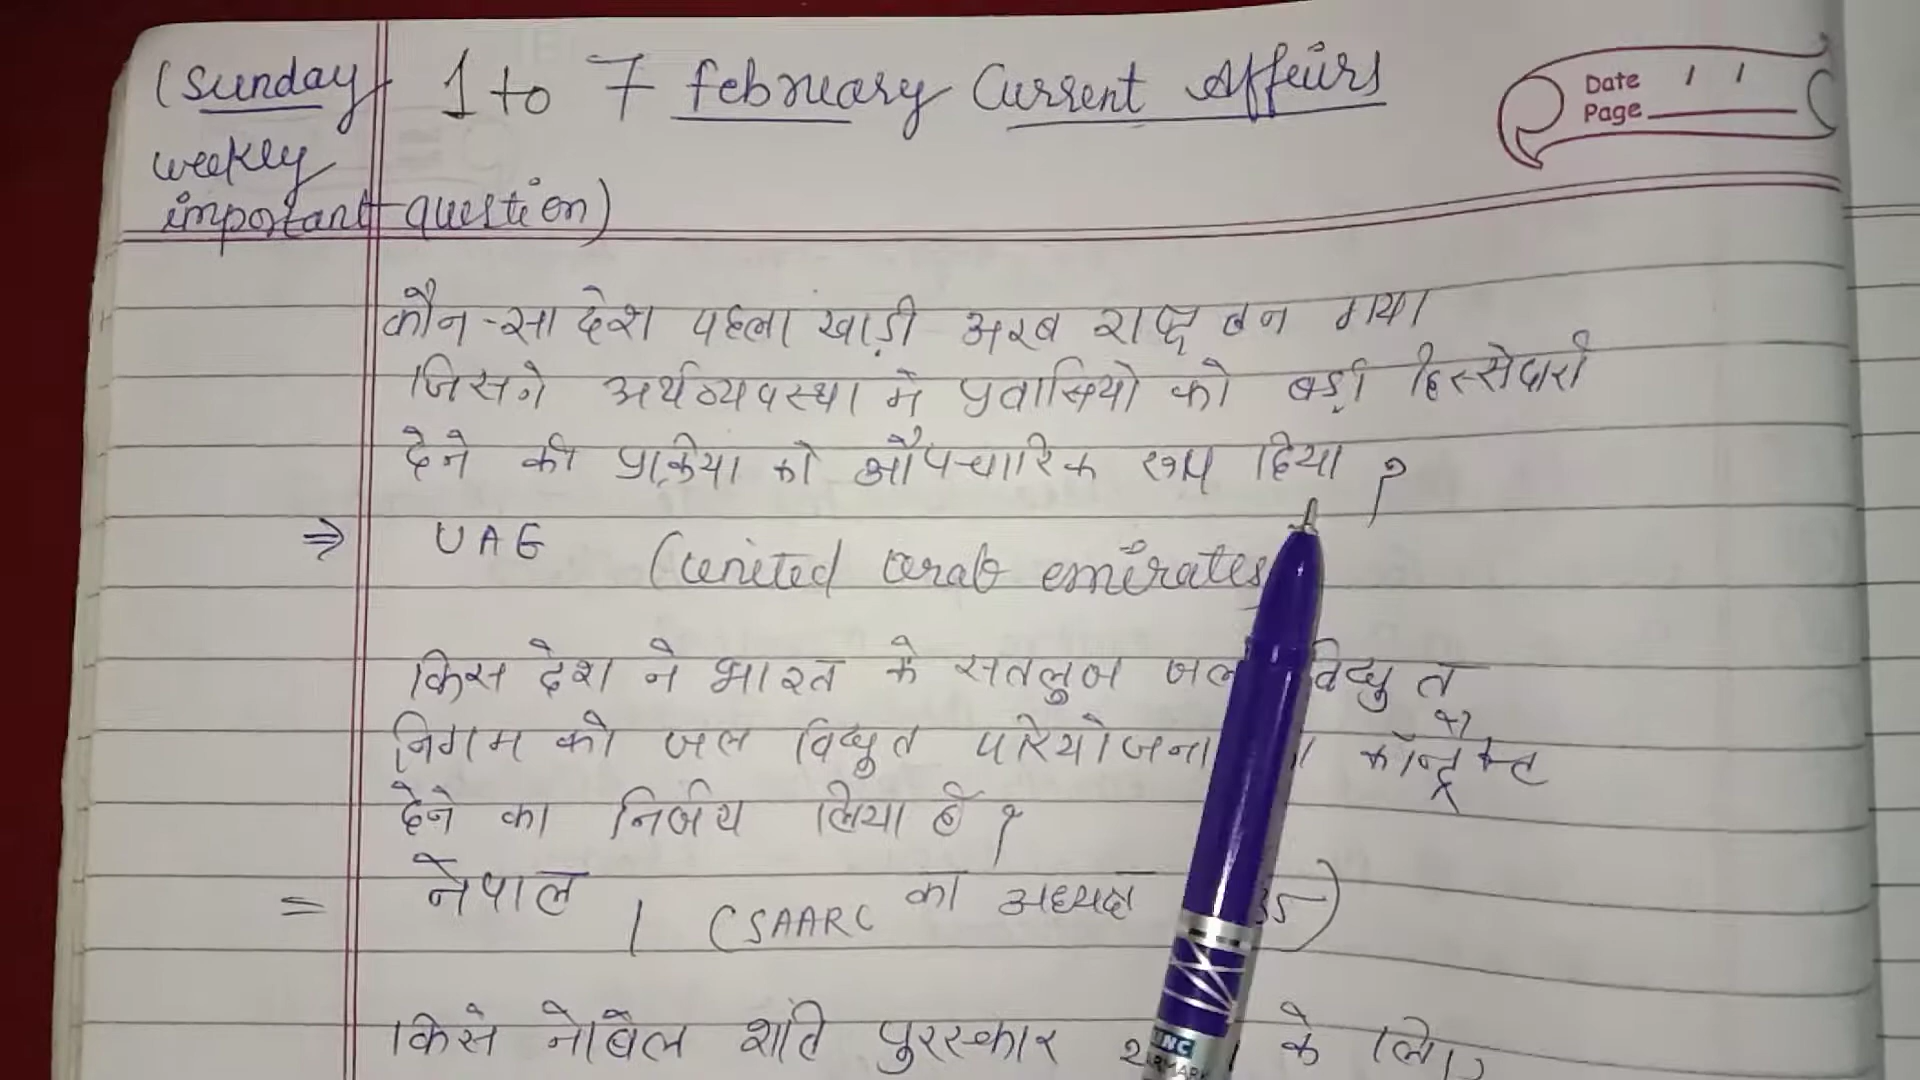 (Sunday 1 to 7 february Current Affairs
weekly
important question)
Date / /
Page
कौन-सा देश पहला खाड़ी अरब राष्ट्र बन गया
जिसने अर्थव्यवस्था में प्रवासियो को बड़ी हिस्सेदारी
देने की प्रक्रिया को औपचारिक रूप दिया ?
⇒ UAE (united arab emirates
किस देश ने भारत के सतलुज जल विद्युत
निगम को जल विद्युत परियोजना का कॉन्ट्रैक्ट
देने का निर्णय लिया है ?
= नेपाल | (SAARC का अध्यक्ष
किसे नोबेल शांति पुरस्कार के लिए